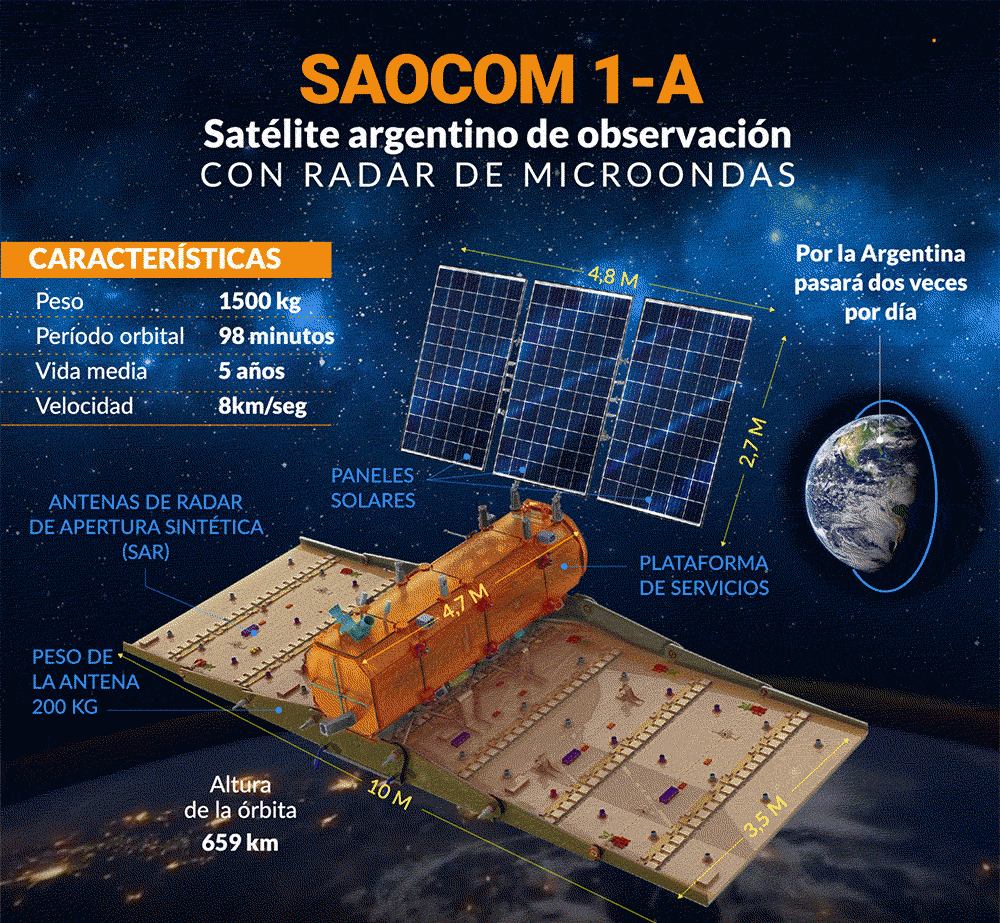 SAOCOM 1-A
Satélite argentino de observación
CON RADAR DE MICROONDAS
CARACTERÍSTICAS
Peso 1500 kg
Período orbital 98 minutos
Vida media 5 años
Velocidad 8km/seg
4,8 M
2,7 M
Por la Argentina
pasará dos veces
por día
PANELES
SOLARES
ANTENAS DE RADAR
DE APERTURA SINTÉTICA
(SAR)
PLATAFORMA
DE SERVICIOS
4,7 M
PESO DE
LA ANTENA
200 KG
10 M
3,5 M
Altura
de la órbita
659 km